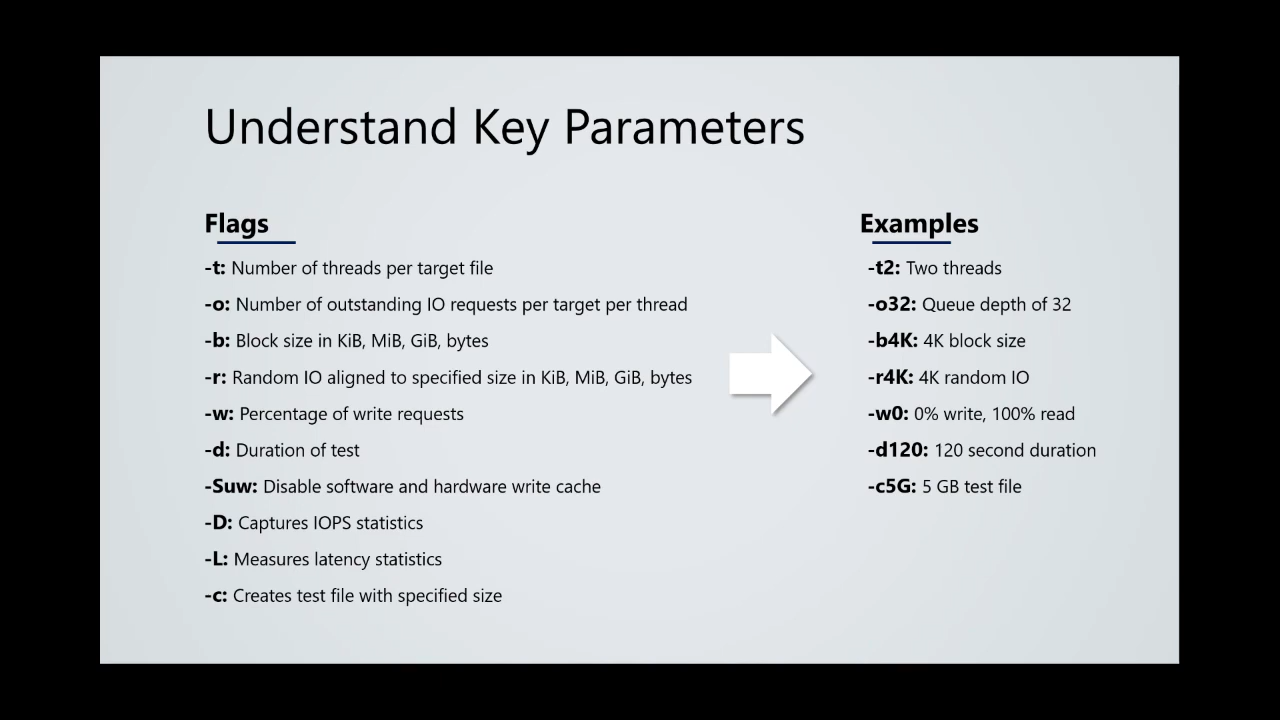 Understand Key Parameters
Flags
-t: Number of threads per target file
-o: Number of outstanding IO requests per target per thread
-b: Block size in KiB, MiB, GiB, bytes
-r: Random IO aligned to specified size in KiB, MiB, GiB, bytes
-w: Percentage of write requests
-d: Duration of test
-Suw: Disable software and hardware write cache
-D: Captures IOPS statistics
-L: Measures latency statistics
-c: Creates test file with specified size
Examples
-t2: Two threads
-o32: Queue depth of 32
-b4K: 4K block size
-r4K: 4K random IO
-w0: 0% write, 100% read
-d120: 120 second duration
-c5G: 5 GB test file